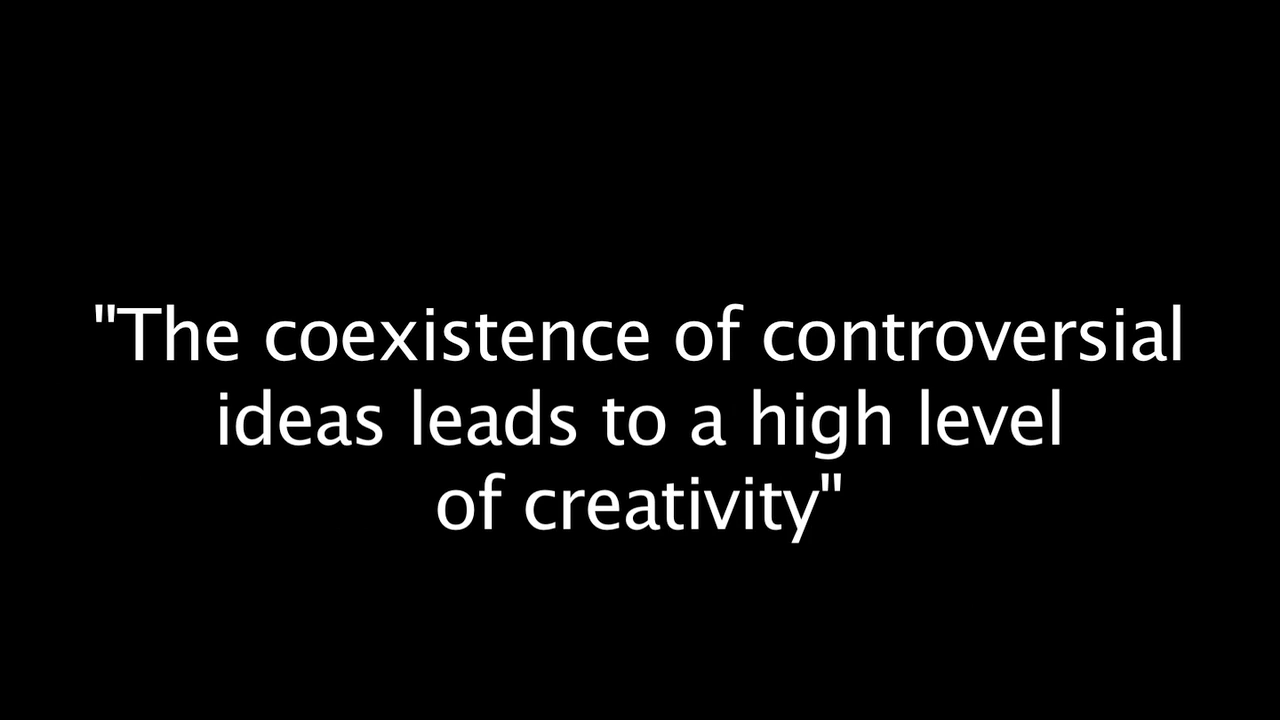 "The coexistence of controversial
ideas leads to a high level
of creativity"